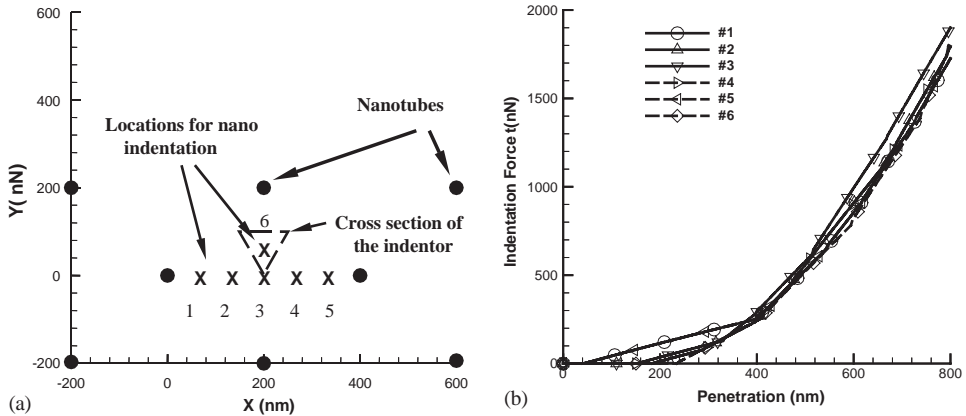 600
400
200
0
-200
Y( nN)
Nanotubes
Locations for nano
indentation
6
Cross section of
the indentor
X X X X X X
1 2 3 4 5
-200 0 200 400 600
X (nm)
(a)
2000
1500
1000
500
0
Indentation Force t(nN)
#1
#2
#3
#4
#5
#6
0 200 400 600 800
Penetration (nm)
(b)